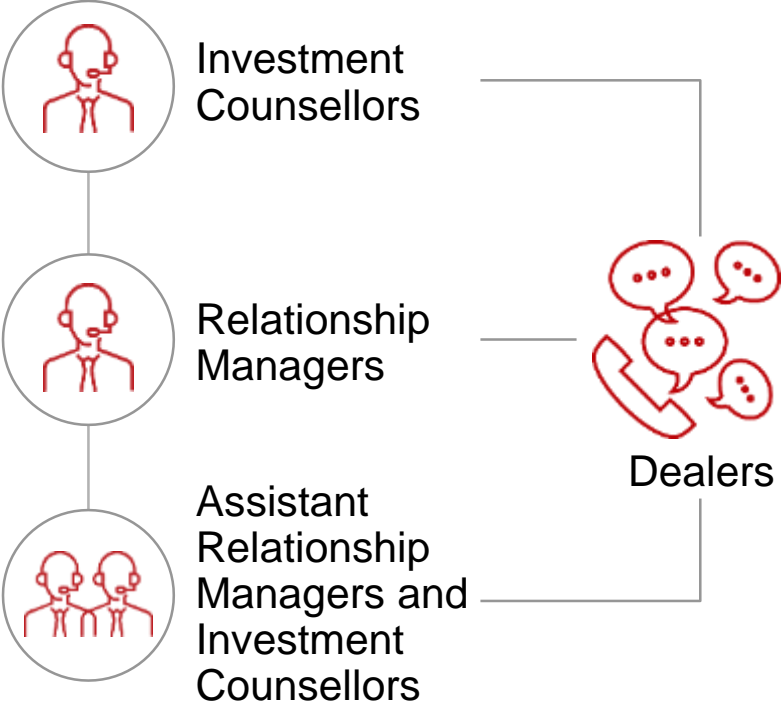 Investment
Counsellors
Relationship
Managers
Dealers
Assistant
Relationship
Managers and
Investment
Counsellors